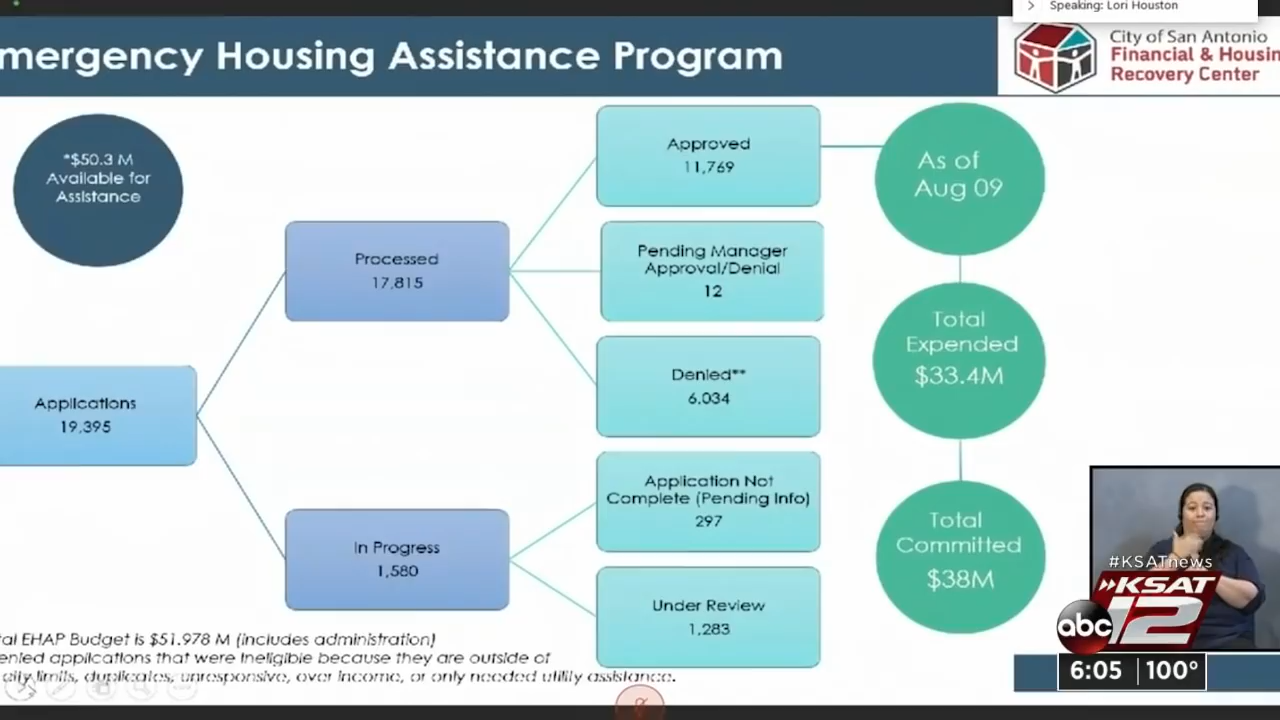 Speaking: Lori Houston
mergency Housing Assistance Program
City of San Antonio
Financial & Housin
Recovery Center
*$50.3 M
Available for
Assistance
Applications
19,395
Processed
17,815
In Progress
1,580
Approved
11,769
Pending Manager
Approval/Denial
12
Denied**
6,034
Application Not
Complete (Pending Info)
297
Under Review
1,283
As of
Aug 09
Total
Expended
$33.4M
Total
Committed
$38M
tal EHAP Budget is $51.978 M (includes administration)
enied applications that were ineligible because they are outside of
city limits, duplicates, unresponsive, over income, or only needed utility assistance.
#KSATnews
KSAT
12
abc
6:05 100°